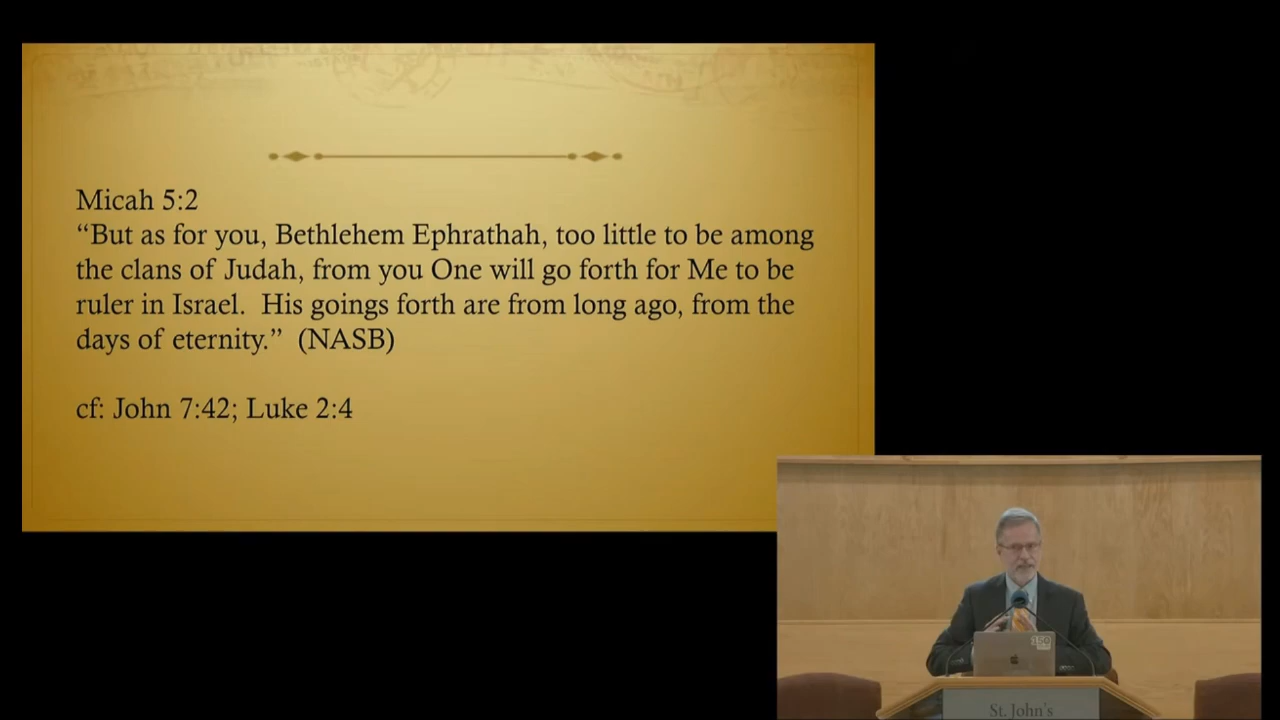 Micah 5:2
“But as for you, Bethlehem Ephrathah, too little to be among
the clans of Judah, from you One will go forth for Me to be
ruler in Israel.  His goings forth are from long ago, from the
days of eternity.”  (NASB)
cf: John 7:42; Luke 2:4
150
St. John's